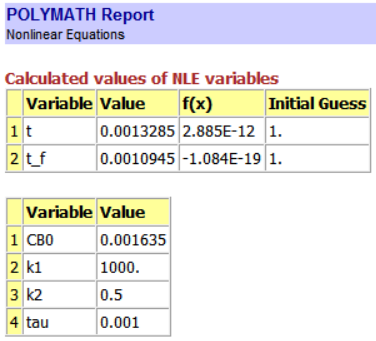 POLYMATH Report
Nonlinear Equations
Calculated values of NLE variables
Variable Value f(x) Initial Guess
1 t 0.0013285 2.885E-12 1.
2 t_f 0.0010945 -1.084E-19 1.
Variable Value
1 CB0 0.001635
2 k1 1000.
3 k2 0.5
4 tau 0.001